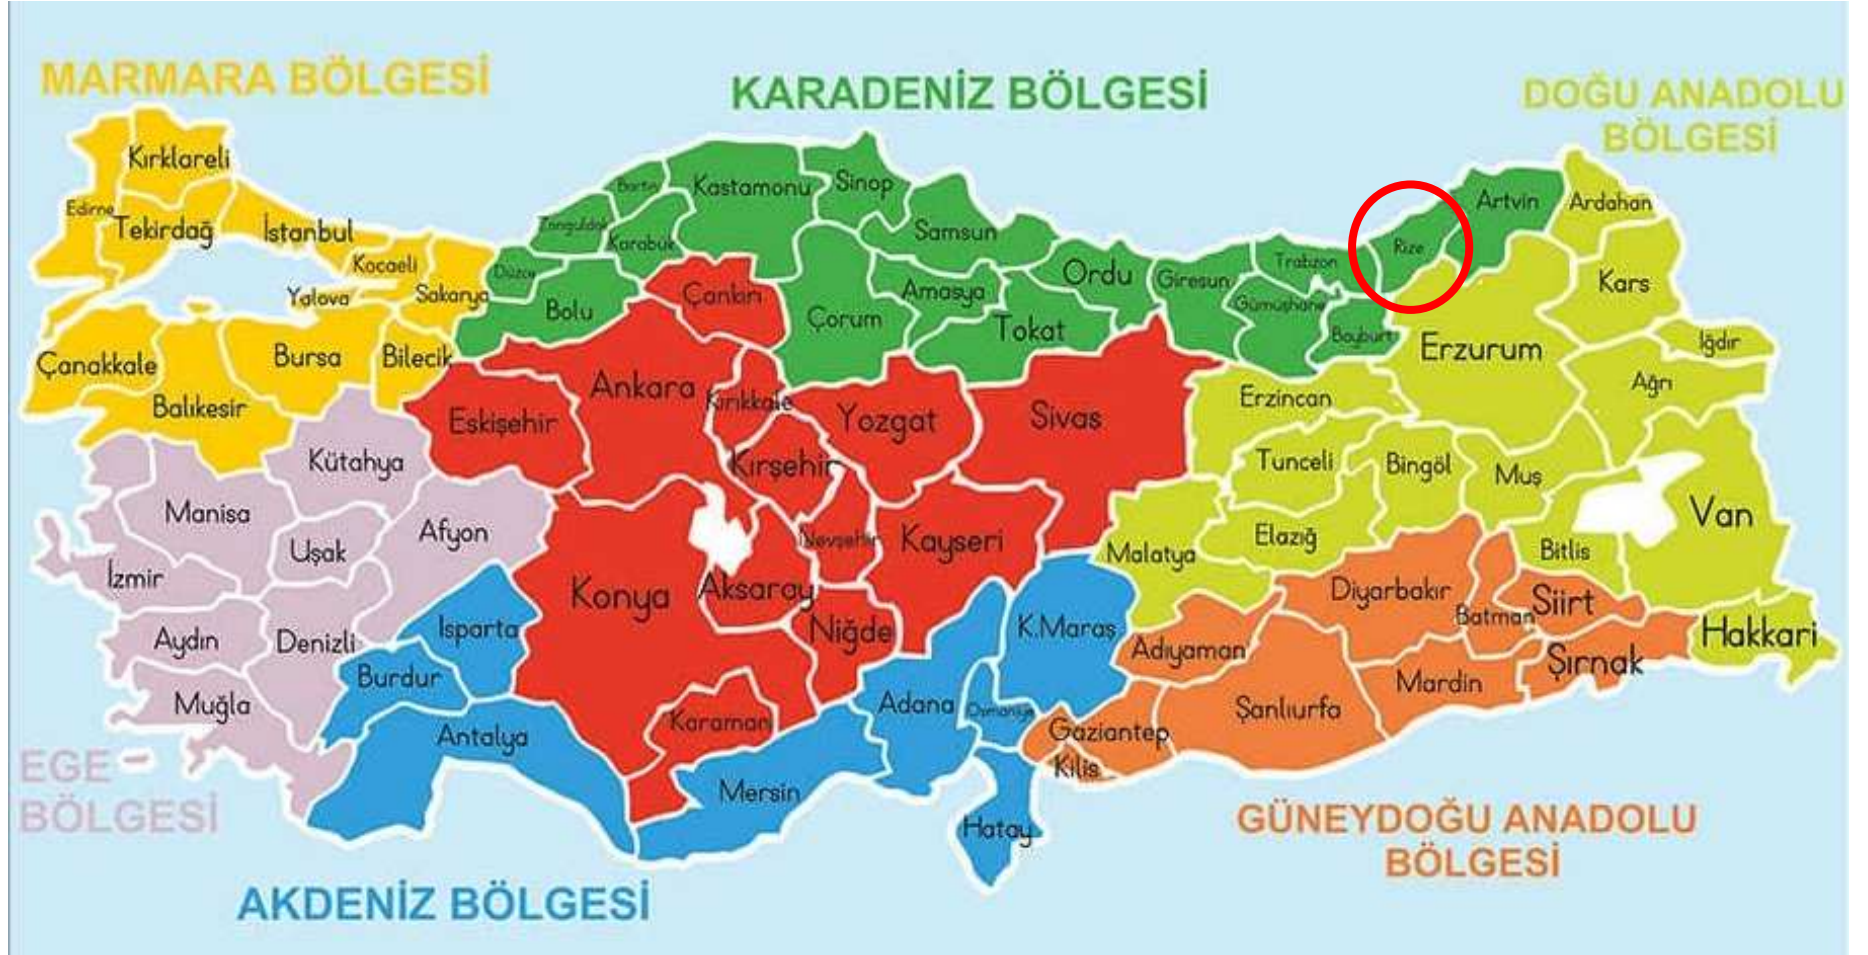 MARMARA BÖLGESİ
KARADENİZ BÖLGESİ
DOĞU ANADOLU
BÖLGESİ
Kırklareli
Edirne
Tekirdağ
İstanbul
Kocaeli
Yalova
Sakarya
Çanakkale
Bursa
Bilecik
Balıkesir
Bartın
Kastamonu
Sinop
Zonguldak
Karabük
Samsun
Düzce
Bolu
Çankırı
Çorum
Amasya
Tokat
Ordu
Giresun
Trabzon
Gümüşhane
Bayburt
Rize
Artvin
Ardahan
Kars
Iğdır
Ağrı
Erzurum
Erzincan
Tunceli
Bingöl
Muş
Van
Bitlis
Elazığ
Malatya
Hakkari
Eskişehir
Ankara
Kırıkkale
Yozgat
Sivas
Kırşehir
Nevşehir
Kayseri
Konya
Aksaray
Niğde
Karaman
Kütahya
Manisa
Uşak
Afyon
İzmir
Aydın
Denizli
Muğla
Isparta
Burdur
Antalya
Mersin
Adana
Osmaniye
K.Maraş
Hatay
Diyarbakır
Batman
Siirt
Şırnak
Mardin
Adıyaman
Şanlıurfa
Gaziantep
Kilis
EGE
BÖLGESİ
AKDENİZ BÖLGESİ
GÜNEYDOĞU ANADOLU
BÖLGESİ